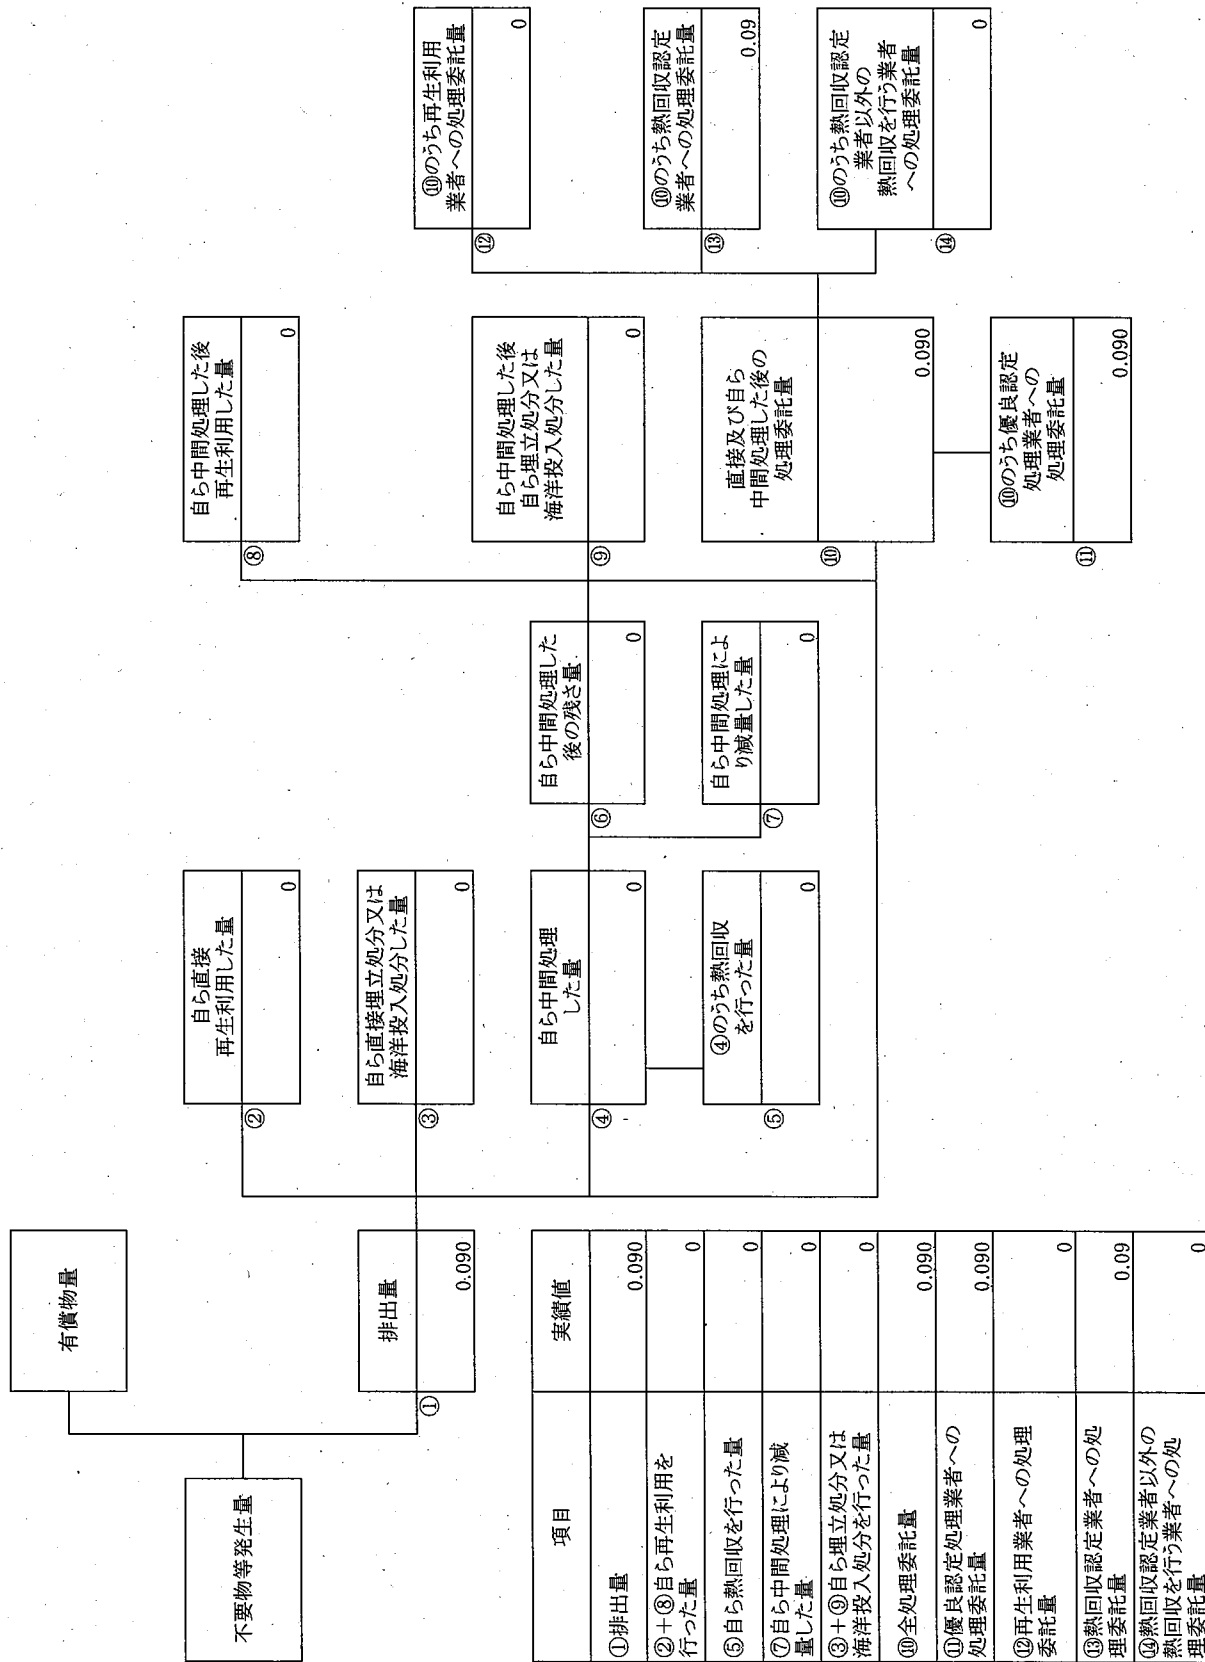 有償物量
不要物等発生量
排出量
①
0.090
自ら直接
再生利用した量
②
0
自ら直接埋立処分又は
海洋投入処分した量
③
0
自ら中間処理
した量
④
0
④のうち熱回収
を行った量
⑤
0
自ら中間処理した
後の残さ量
⑥
0
自ら中間処理によ
り減量した量
⑦
0
自ら中間処理した後
再生利用した量
⑧
0
自ら中間処理した後
自ら埋立処分又は
海洋投入処分した量
⑨
0
直接及び自ら
中間処理した後の
処理委託量
⑩
0.090
⑩のうち優良認定
処理業者への
処理委託量
⑪
0.090
⑩のうち再生利用
業者への処理委託量
⑫
0
⑩のうち熱回収認定
業者への処理委託量
⑬
0.09
⑩のうち熱回収認定
業者以外の
熱回収を行う業者
への処理委託量
⑭
0
項目
実績値
①排出量
0.090
②+⑧自ら再生利用を
行った量
0
⑤自ら熱回収を行った量
0
⑦自ら中間処理により減
量した量
0
③+⑨自ら埋立処分又は
海洋投入処分を行った量
0
⑩全処理委託量
0.090
⑪優良認定処理業者への
処理委託量
0.090
⑫再生利用業者への処理
委託量
0
⑬熱回収認定業者への処
理委託量
0.09
⑭熱回収認定業者以外の
熱回収を行う業者への処
理委託量
0